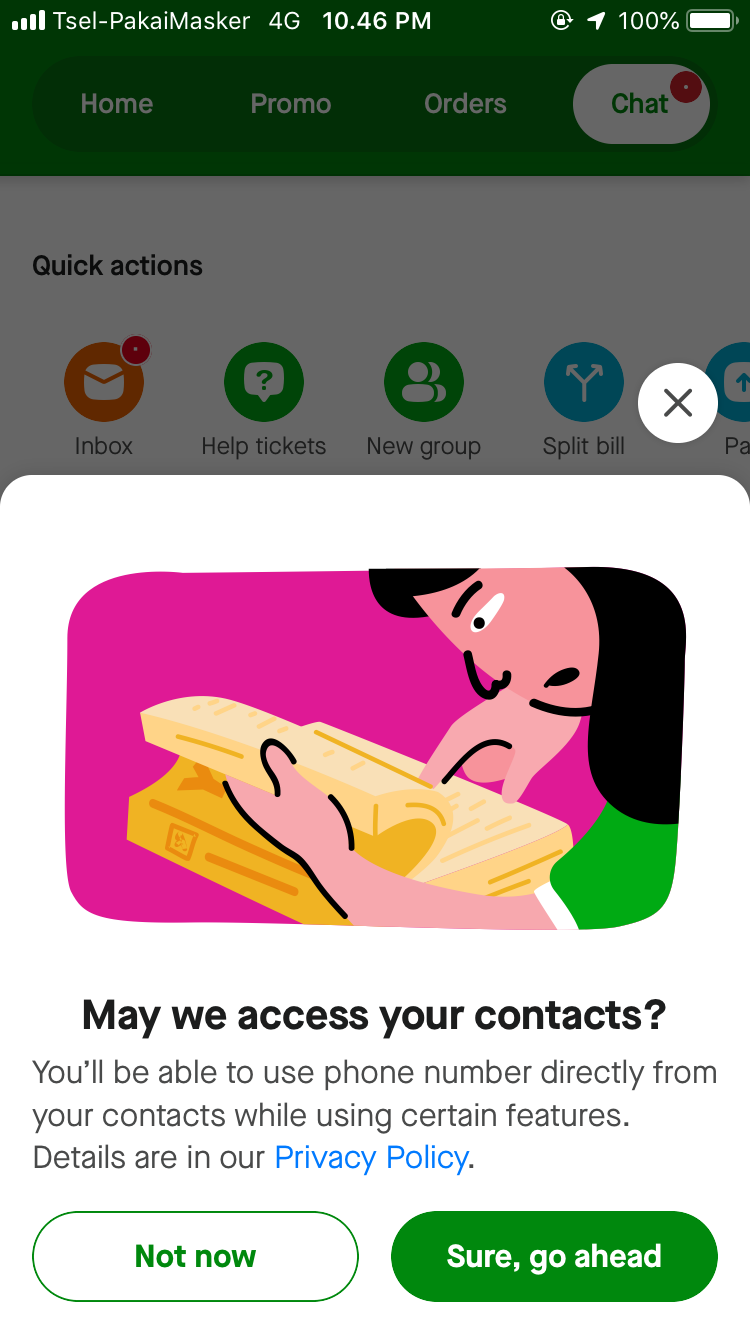 Tsel-PakaiMasker 4G 10.46 PM 100%
Home Promo Orders Chat
Quick actions
?
Inbox Help tickets New group Split bill Pa
May we access your contacts?
You'll be able to use phone number directly from
your contacts while using certain features.
Details are in our Privacy Policy.
Not now Sure, go ahead